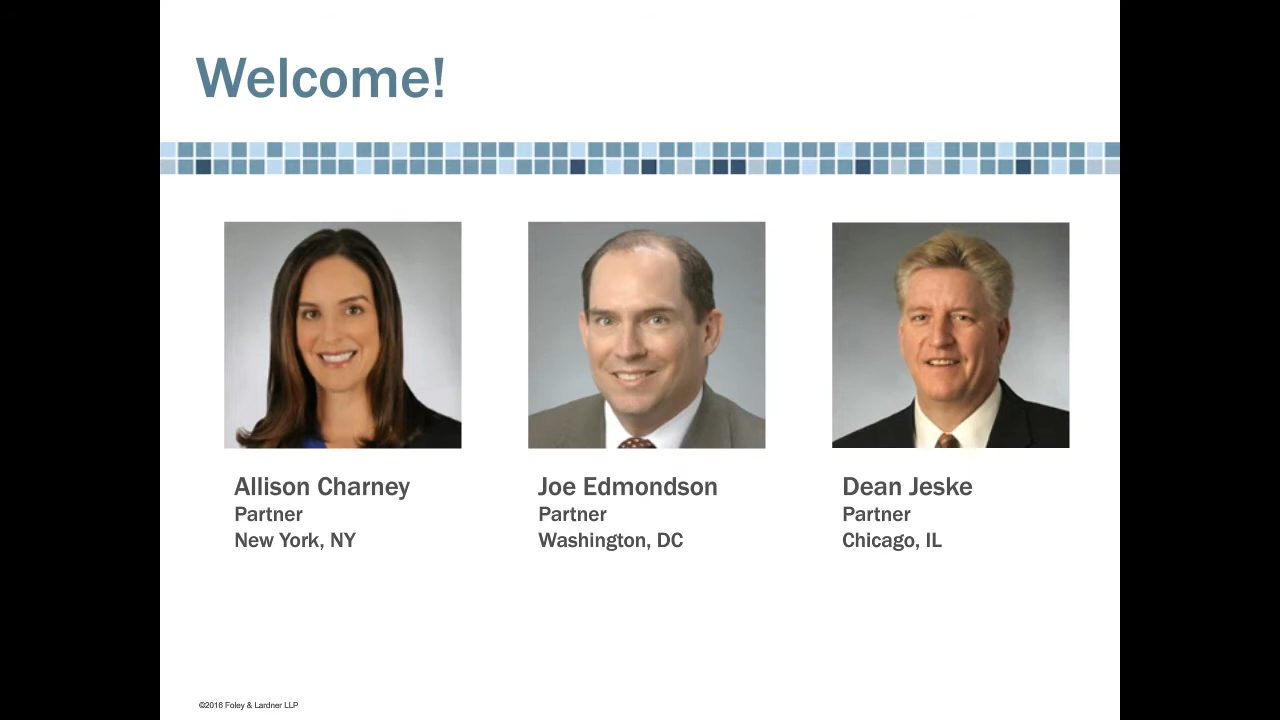 Welcome!
Allison Charney
Partner
New York, NY
Joe Edmondson
Partner
Washington, DC
Dean Jeske
Partner
Chicago, IL
©2016 Foley & Lardner LLP